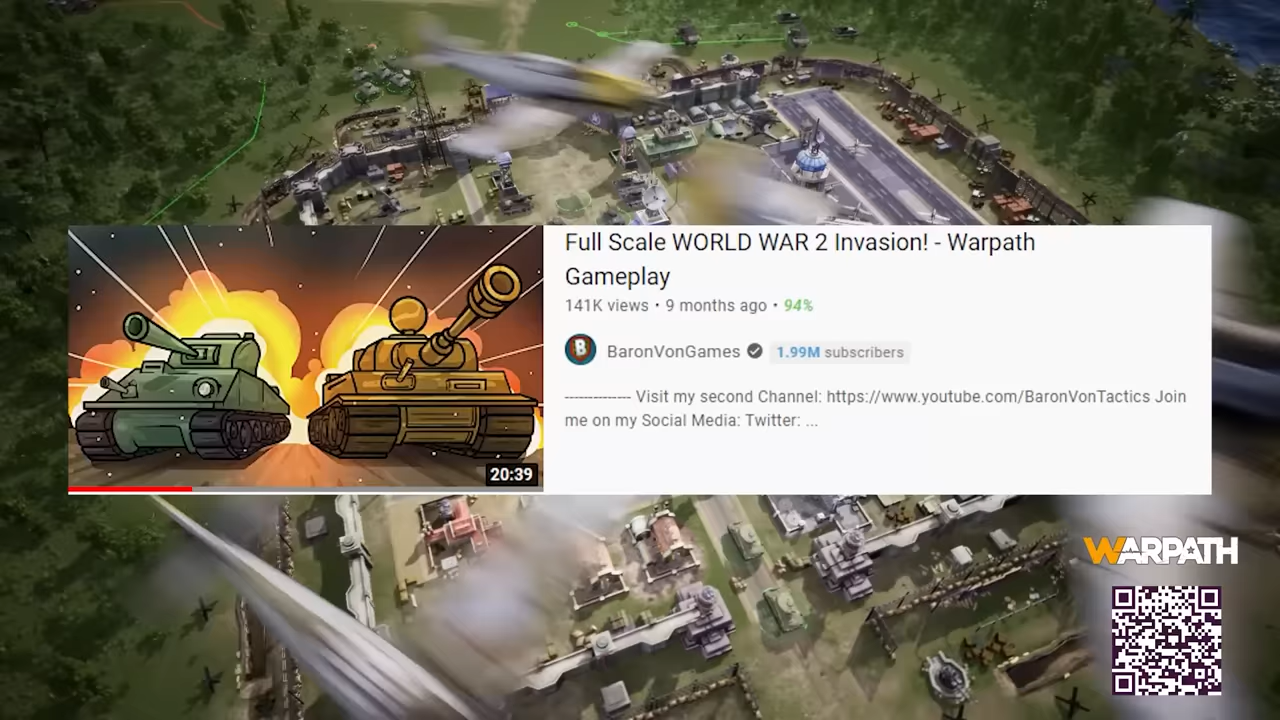 Full Scale WORLD WAR 2 Invasion! - Warpath
Gameplay
141K views • 9 months ago • 94%
B
BaronVonGames
1.99M subscribers
-------------- Visit my second Channel: https://www.youtube.com/BaronVonTactics Join
me on my Social Media: Twitter: ...
20:39
WARPATH